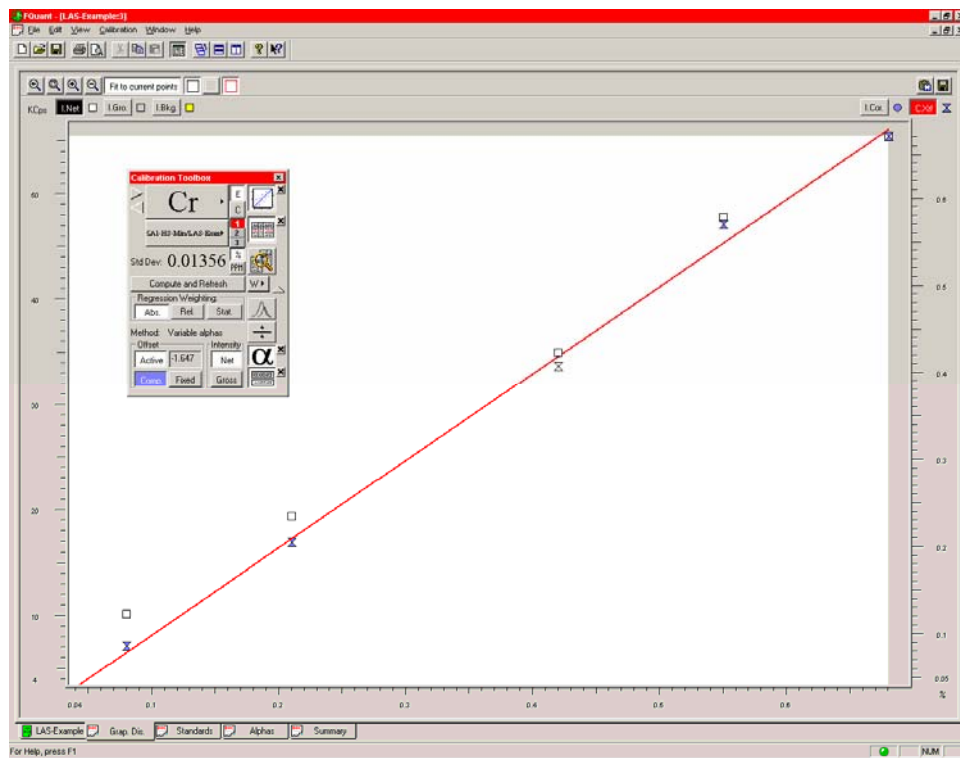 FQuant - [LAS-Example:3]
File Edit View Calibration Window Help
Fit to current points
KCps I.Net I.Gro. I.Bkg. I.Cor. C.Xrf
Calibration Toolbox
Cr E
C
1
2
3
Std Dev: 0.01356 %
PPM
Compute and Refresh W
Regression Weighting:
Abs. Rel. Stat.
Method: Variable alphas
Offset Intensity
Active -1.647 Net α
Comp. Fixed Gross
60
40
30
20
10
4
0.6
0.5
0.4
0.3
0.2
0.1
0.05
%
0.04 0.1 0.2 0.3 0.4 0.5 0.6
LAS-Example Grap. Dis. Standards Alphas Summary
For Help, press F1 NUM